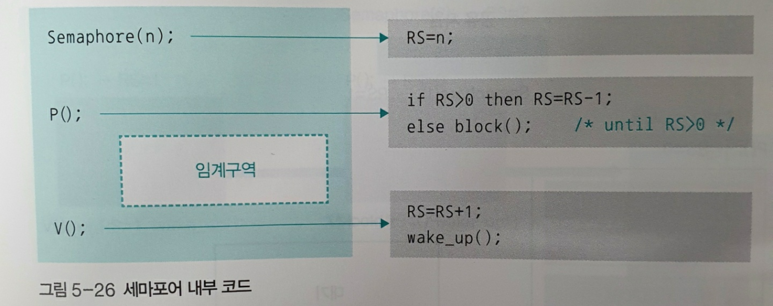 Semaphore(n);
RS=n;
P();
if RS>0 then RS=RS-1;
else block(); /* until RS>0 */
임계구역
V();
RS=RS+1;
wake_up();
그림 5-26 세마포어 내부 코드